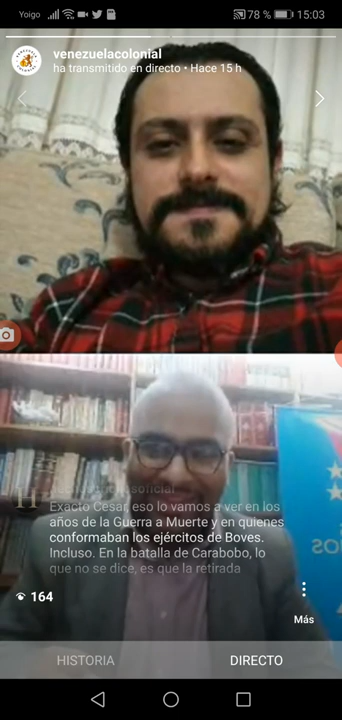 Yoigo 78 % 15:03
venezuelacolonial
ha transmitido en directo • Hace 15 h
Exacto Cesar, eso lo vamos a ver en los
años de la Guerra a Muerte y en quienes
conformaban los ejércitos de Boves.
Incluso. En la batalla de Carabobo, lo
que no se dice, es que la retirada
164
Más
HISTORIA DIRECTO